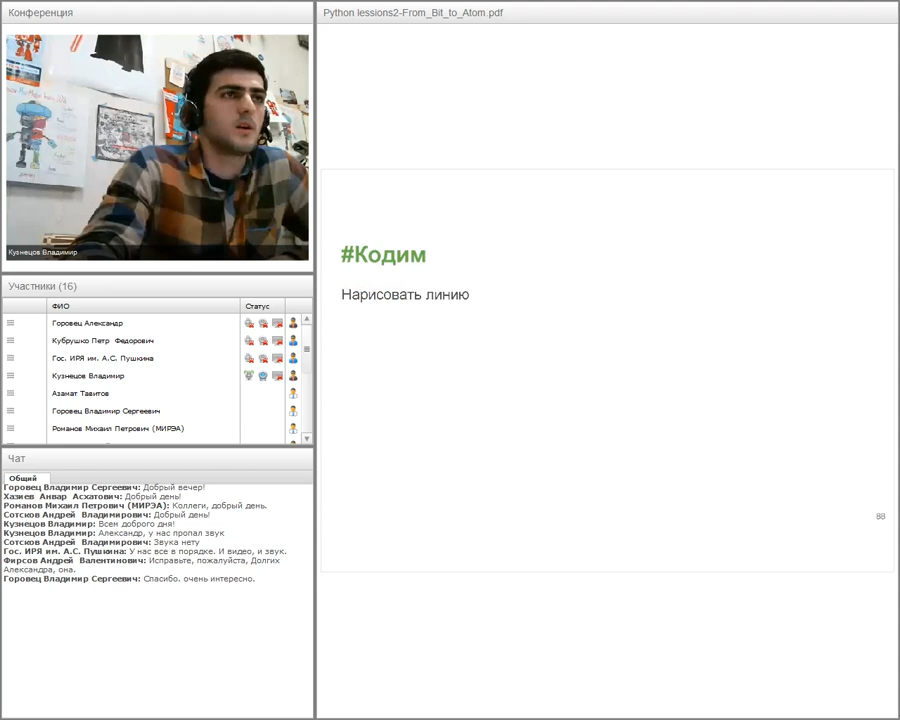 Конференция
Кузнецов Владимир
Участники (16)
ФИО
Статус
Горовец Александр
Кубрушко Петр Федорович
Гос. ИРЯ им. А.С. Пушкина
Кузнецов Владимир
Азамат Тавитов
Горовец Владимир Сергеевич
Романов Михаил Петрович (МИРЭА)
Чат
Общий
Горовец Владимир Сергеевич: Добрый вечер!
Хазиев Анвар Асхатович: Добрый день!
Романов Михаил Петрович (МИРЭА): Коллеги, добрый день.
Сотсков Андрей Владимирович: Добрый день!
Кузнецов Владимир: Всем доброго дня!
Кузнецов Владимир: Александр, у нас пропал звук
Сотсков Андрей Владимирович: Звука нету
Гос. ИРЯ им. А.С. Пушкина: У нас все в порядке. И видео, и звук.
Фирсов Андрей Валентинович: Исправьте, пожалуйста, Долгих
Александра, она.
Горовец Владимир Сергеевич: Спасибо. очень интересно.
Python lessions2-From_Bit_to_Atom.pdf
#Кодим
Нарисовать линию
88